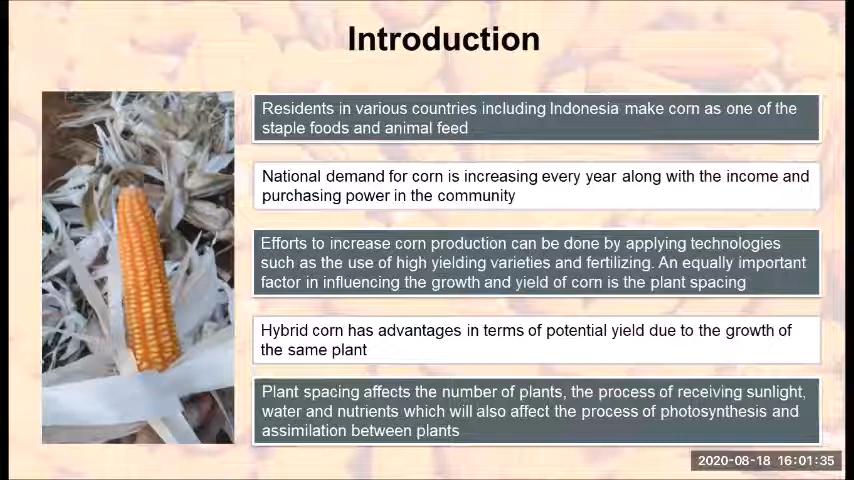 Introduction
Residents in various countries including Indonesia make corn as one of the
staple foods and animal feed
National demand for corn is increasing every year along with the income and
purchasing power in the community
Efforts to increase corn production can be done by applying technologies
such as the use of high yielding varieties and fertilizing. An equally important
factor in influencing the growth and yield of corn is the plant spacing
Hybrid corn has advantages in terms of potential yield due to the growth of
the same plant
Plant spacing affects the number of plants, the process of receiving sunlight,
water and nutrients which will also affect the process of photosynthesis and
assimilation between plants
2020-08-18 16:01:35